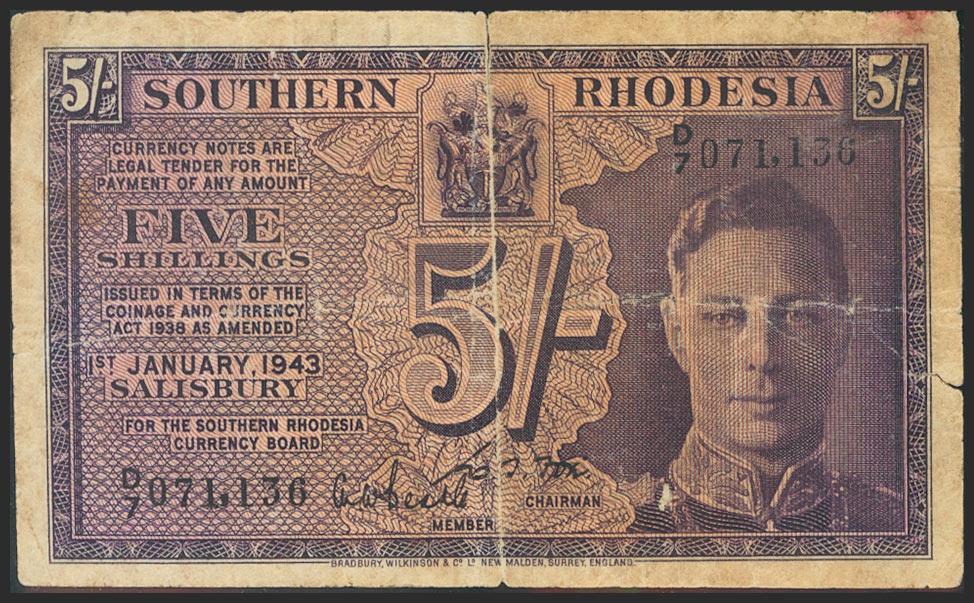 5/- SOUTHERN RHODESIA 5/-
D/7 071,136
CURRENCY NOTES ARE
LEGAL TENDER FOR THE
PAYMENT OF ANY AMOUNT
FIVE
SHILLINGS
5/-
ISSUED IN TERMS OF THE
COINAGE AND CURRENCY
ACT 1938 AS AMENDED
1ST JANUARY, 1943
SALISBURY
FOR THE SOUTHERN RHODESIA
CURRENCY BOARD
D/7 071,136
CHAIRMAN
MEMBER
BRADBURY, WILKINSON & Co. Ld. NEW MALDEN, SURREY, ENGLAND.